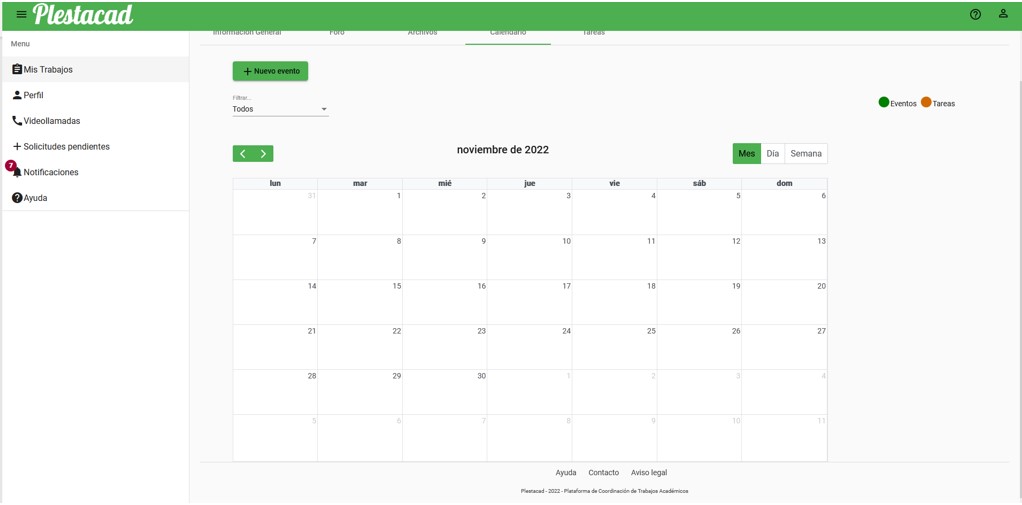 Plestacad
Menu
Mis Trabajos
Perfil
Videollamadas
Solicitudes pendientes
7
Notificaciones
Ayuda
Información General Foro Archivos Calendario Tareas
+ Nuevo evento
Filtrar...
Todos
Eventos Tareas
noviembre de 2022
Mes Día Semana
lun mar mié jue vie sáb dom
31 1 2 3 4 5 6
7 8 9 10 11 12 13
14 15 16 17 18 19 20
21 22 23 24 25 26 27
28 29 30 1 2 3 4
5 6 7 8 9 10 11
Ayuda Contacto Aviso legal
Plestacad - 2022 - Plataforma de Coordinación de Trabajos Académicos